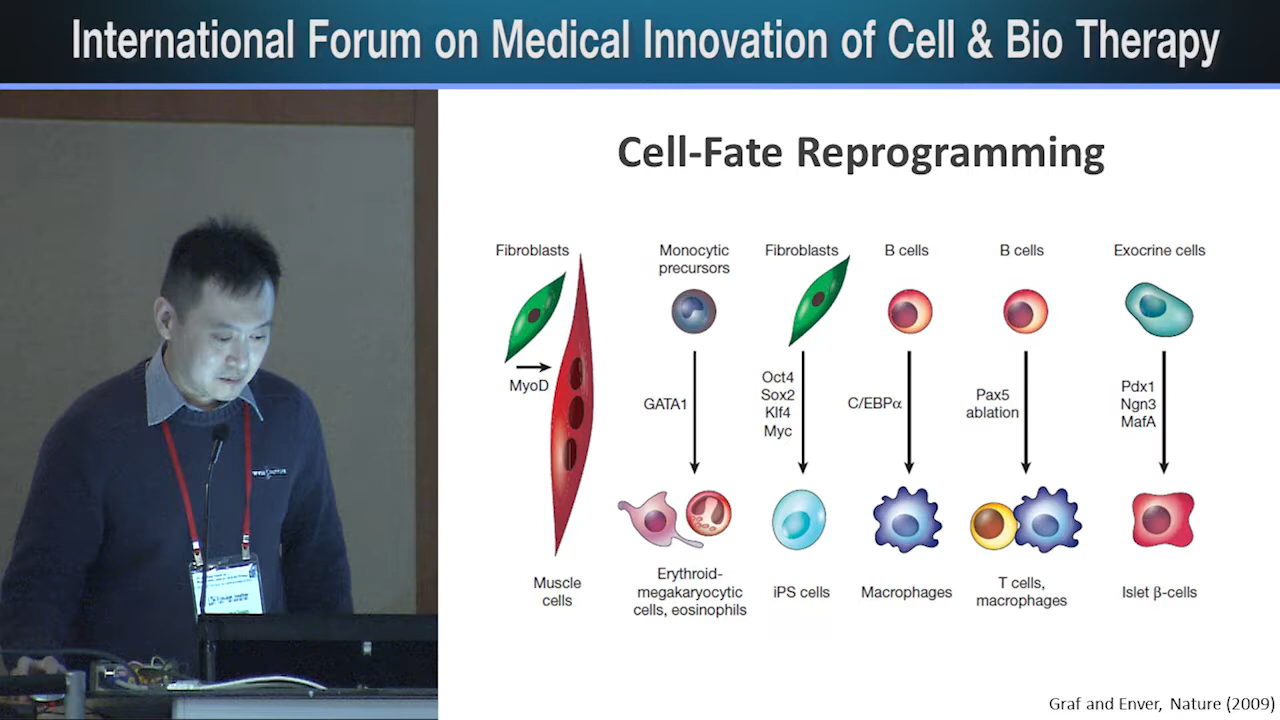 International Forum on Medical Innovation of Cell & Bio Therapy
Cell-Fate Reprogramming
Fibroblasts
MyoD
Muscle
cells
Monocytic
precursors
GATA1
Erythroid-
megakaryocytic
cells, eosinophils
Fibroblasts
Oct4
Sox2
Klf4
Myc
iPS cells
B cells
C/EBPα
Macrophages
B cells
Pax5
ablation
T cells,
macrophages
Exocrine cells
Pdx1
Ngn3
MafA
Islet β-cells
Graf and Enver, Nature (2009)